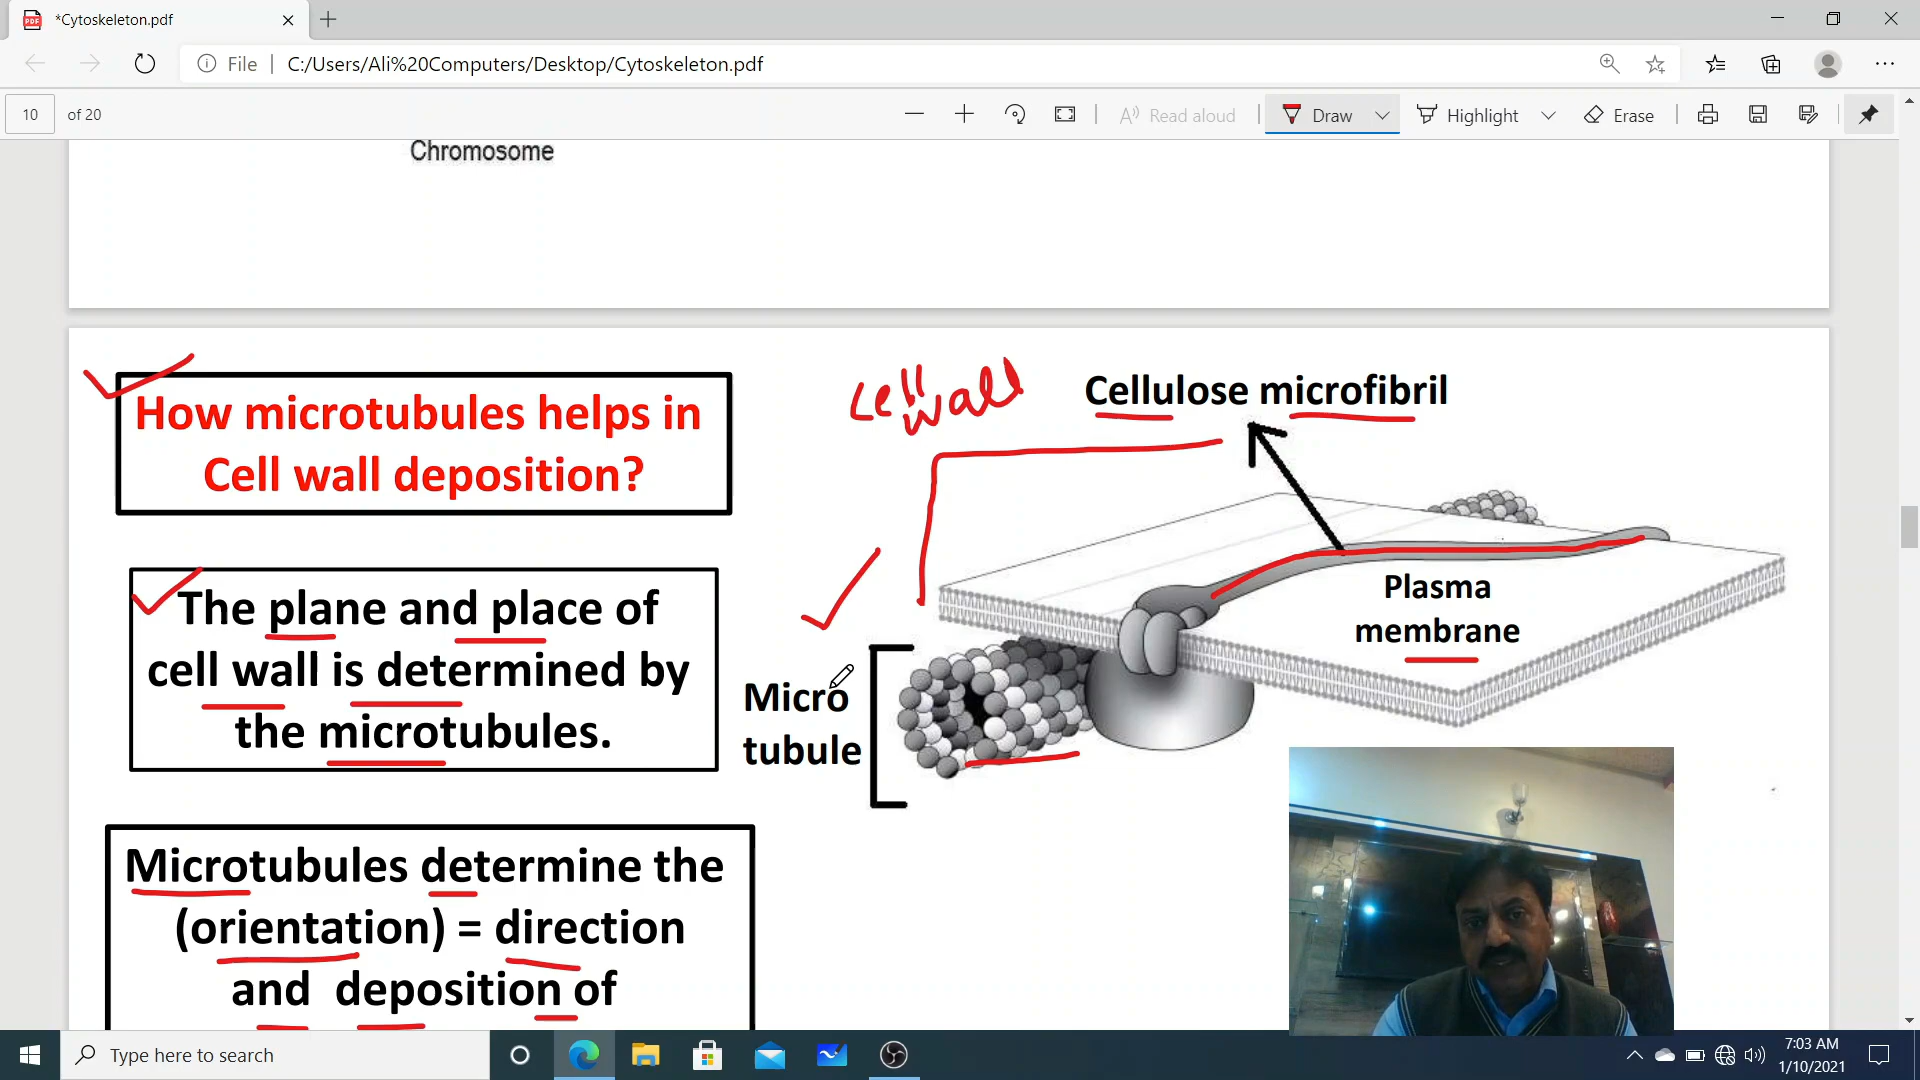 *Cytoskeleton.pdf
File
C:/Users/Ali%20Computers/Desktop/Cytoskeleton.pdf
10 of 20
Read aloud
Draw
Highlight
Erase
Chromosome
How microtubules helps in
Cell wall deposition?
The plane and place of
cell wall is determined by
the microtubules.
Microtubules determine the
(orientation) = direction
and deposition of
cell
wall
Cellulose microfibril
Plasma
membrane
Micro
tubule
Type here to search
7:03 AM
1/10/2021